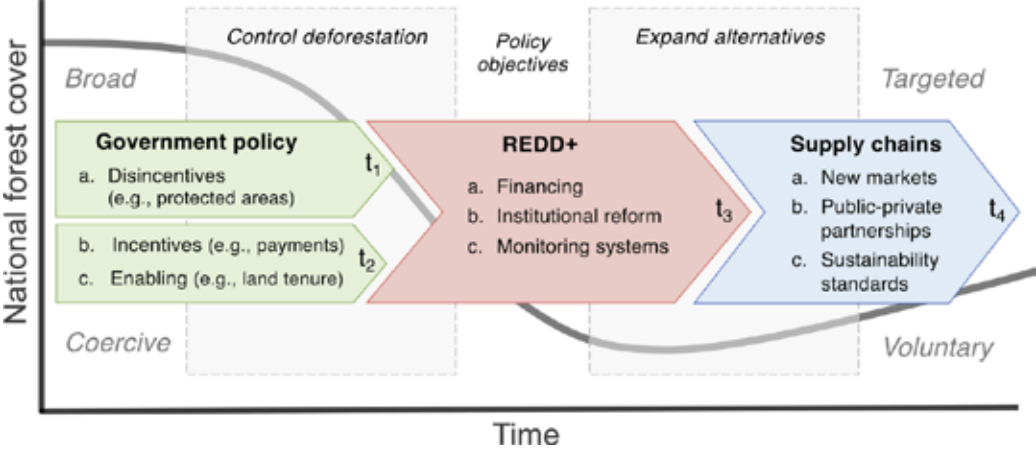 National forest cover
Control deforestation
Policy
objectives
Expand alternatives
Broad
Targeted
Government policy
a. Disincentives
(e.g., protected areas)
t1
b. Incentives (e.g., payments)
c. Enabling (e.g., land tenure)
t2
REDD+
a. Financing
b. Institutional reform
c. Monitoring systems
t3
Supply chains
a. New markets
b. Public-private
partnerships
c. Sustainability
standards
t4
Coercive
Voluntary
Time